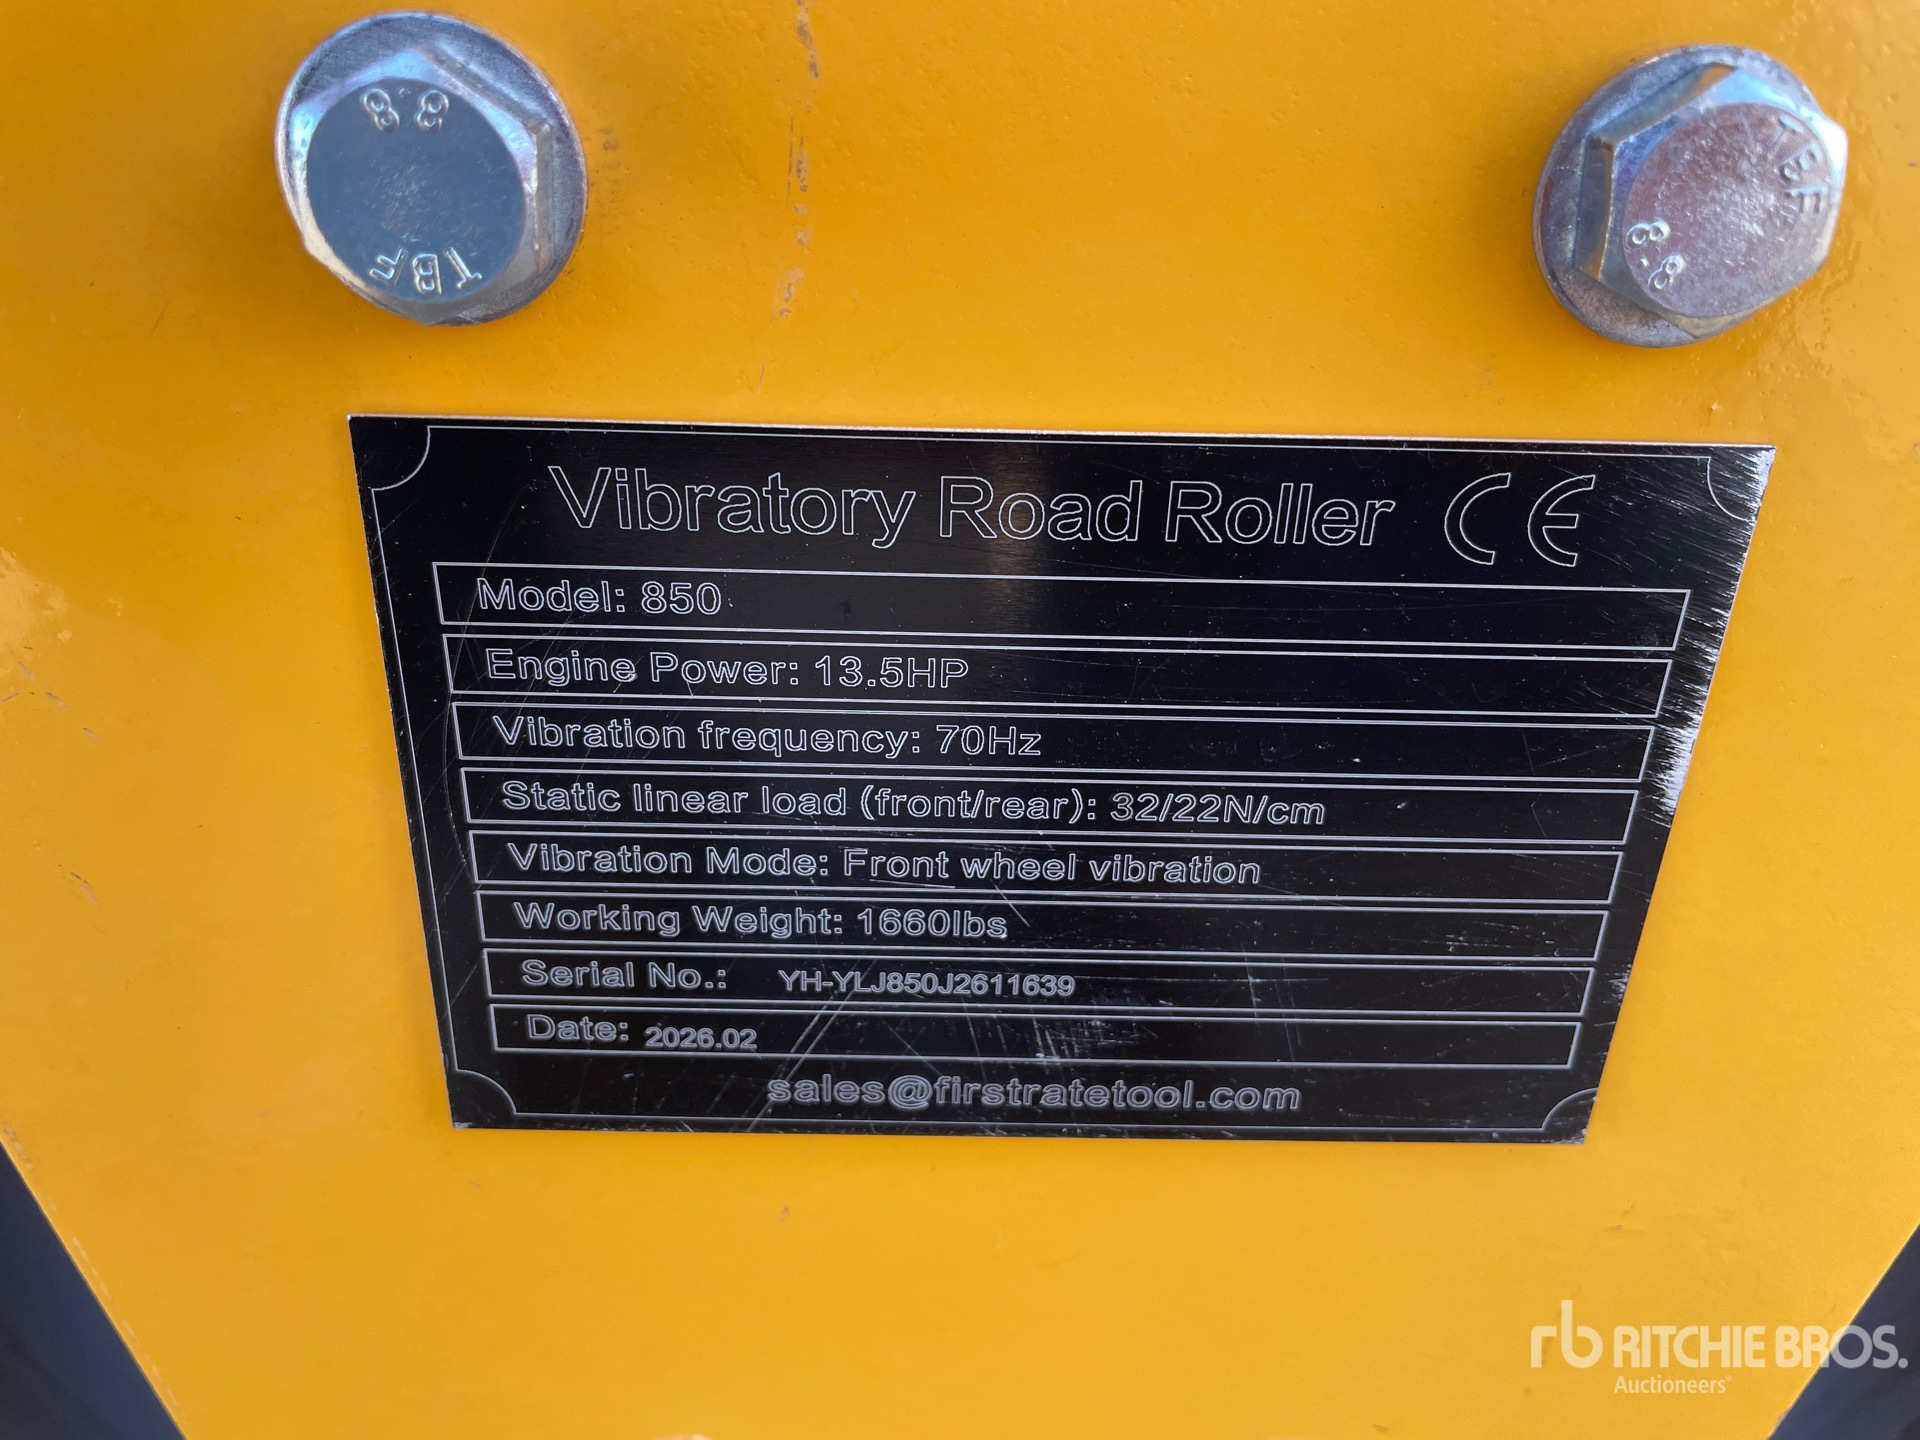 8.8
TBF
TBF
8.8
Vibratory Road Roller CE
Model: 850
Engine Power: 13.5HP
Vibration frequency: 70Hz
Static linear load (front/rear): 32/22N/cm
Vibration Mode: Front wheel vibration
Working Weight: 1660lbs
Serial No.: YH-YLJ850J2611639
Date: 2026.02
sales@firstratetool.com
rb RITCHIE BROS.
Auctioneers